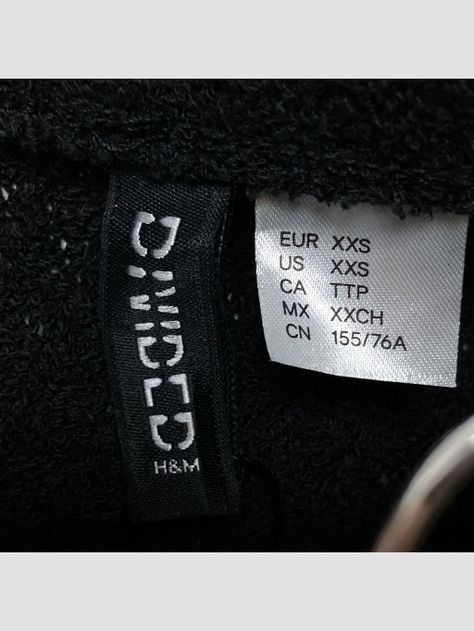 DIVIDED
H&M
EUR XXS
US XXS
CA TTP
MX XXCH
CN 155/76A